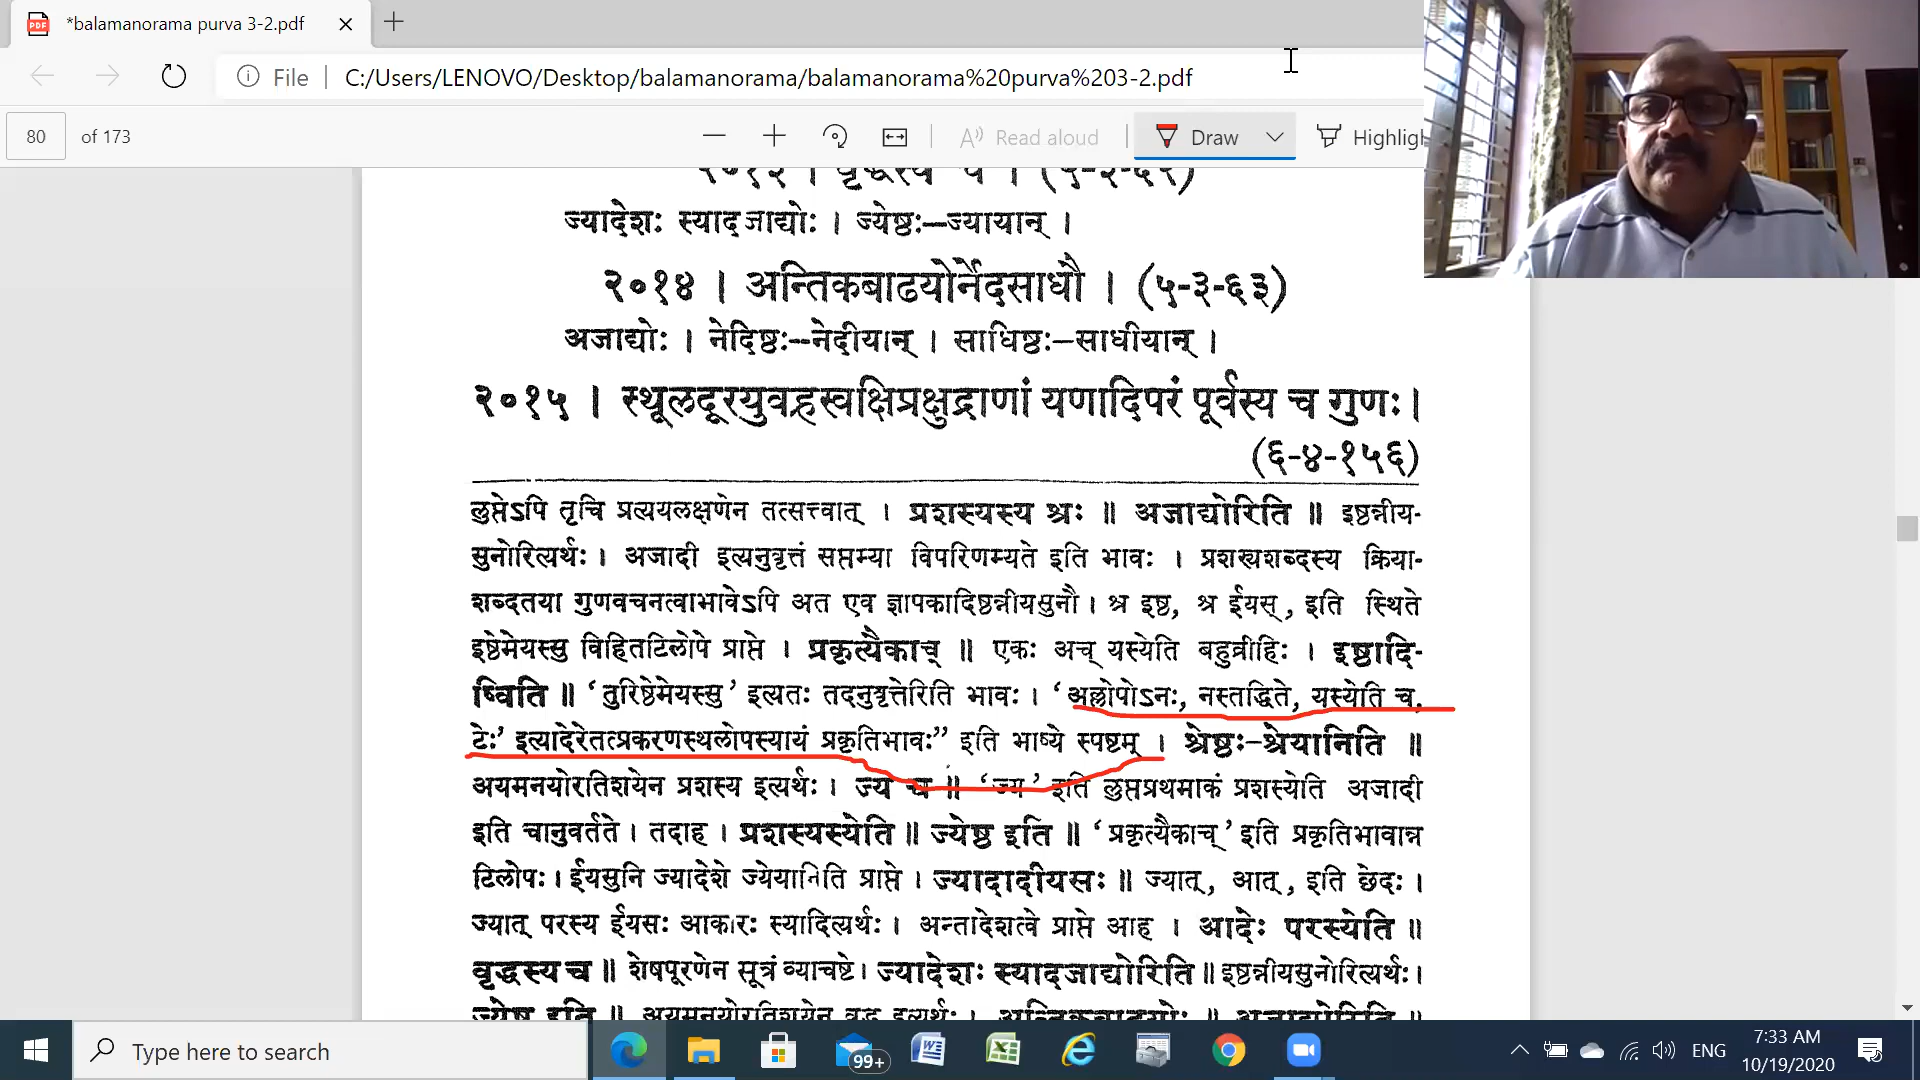 *balamanorama purva 3-2.pdf
File | C:/Users/LENOVO/Desktop/balamanorama/balamanorama%20purva%203-2.pdf
80 of 173 Read aloud Draw Highligh
ज्यादेशः स्यादजाद्योः । ज्येष्ठः—ज्यायान् ।
२०१४ । अन्तिकबाढयोर्नेदसाधौ । (५-३-६३)
अजाद्योः । नेदिष्ठः--नेदीयान् । साधिष्ठः—साधीयान् ।
२०१५ । स्थूलदूरयुवह्रस्वक्षिप्रक्षुद्राणां यणादिपरं पूर्वस्य च गुणः।
(६-४-१५६)
लुप्तेऽपि तृचि प्रत्ययलक्षणेन तत्सत्त्वात् । प्रशस्यस्य श्रः ॥ अजाद्योरिति ॥ इष्ठन्नीय-
सुनोरित्यर्थः । अजादी इत्यनुवृत्तं सप्तम्या विपरिणम्यते इति भावः । प्रशस्यशब्दस्य क्रिया-
शब्दतया गुणवचनत्वाभावेऽपि अत एव ज्ञापकादिष्ठन्नीयसुनौ । श्र इष्ठ, श्र ईयस् , इति स्थिते
इष्ठेमेयस्सु विहितटिलोपे प्राप्ते । प्रकृत्यैकाच् ॥ एकः अच् यस्येति बहुव्रीहिः । इष्ठादि-
ष्विति ॥ ‘तुरिष्ठेमेयस्सु’ इत्यतः तदनुवृत्तेरिति भावः । ‘अल्लोपोऽनः, नस्तद्धिते, यस्येति च,
टेः’ इत्यादेरेतत्प्रकरणस्थलोपस्यायं प्रकृतिभावः” इति भाष्ये स्पष्टम् । श्रेष्ठः—श्रेयानिति ॥
अयमनयोरतिशयेन प्रशस्य इत्यर्थः । ज्य च ॥ ‘ज्य’ इति लुप्तप्रथमाकं प्रशस्येति अजादी
इति चानुवर्तते । तदाह । प्रशस्यस्येति ॥ ज्येष्ठ इति ॥ ‘प्रकृत्यैकाच्’ इति प्रकृतिभावान्न
टिलोपः । ईयसुनि ज्यादेशे ज्येयानिति प्राप्ते । ज्यादादीयसः ॥ ज्यात् , आत् , इति छेदः ।
ज्यात् परस्य ईयसः आकारः स्यादित्यर्थः । अन्तादेशत्वे प्राप्ते आह । आदेः परस्येति ॥
वृद्धस्य च ॥ शेषपूरणेन सूत्रं व्याचष्टे । ज्यादेशः स्यादजाद्योरिति ॥ इष्ठन्नीयसुनोरित्यर्थः ।
Type here to search
99+
ENG
7:33 AM
10/19/2020